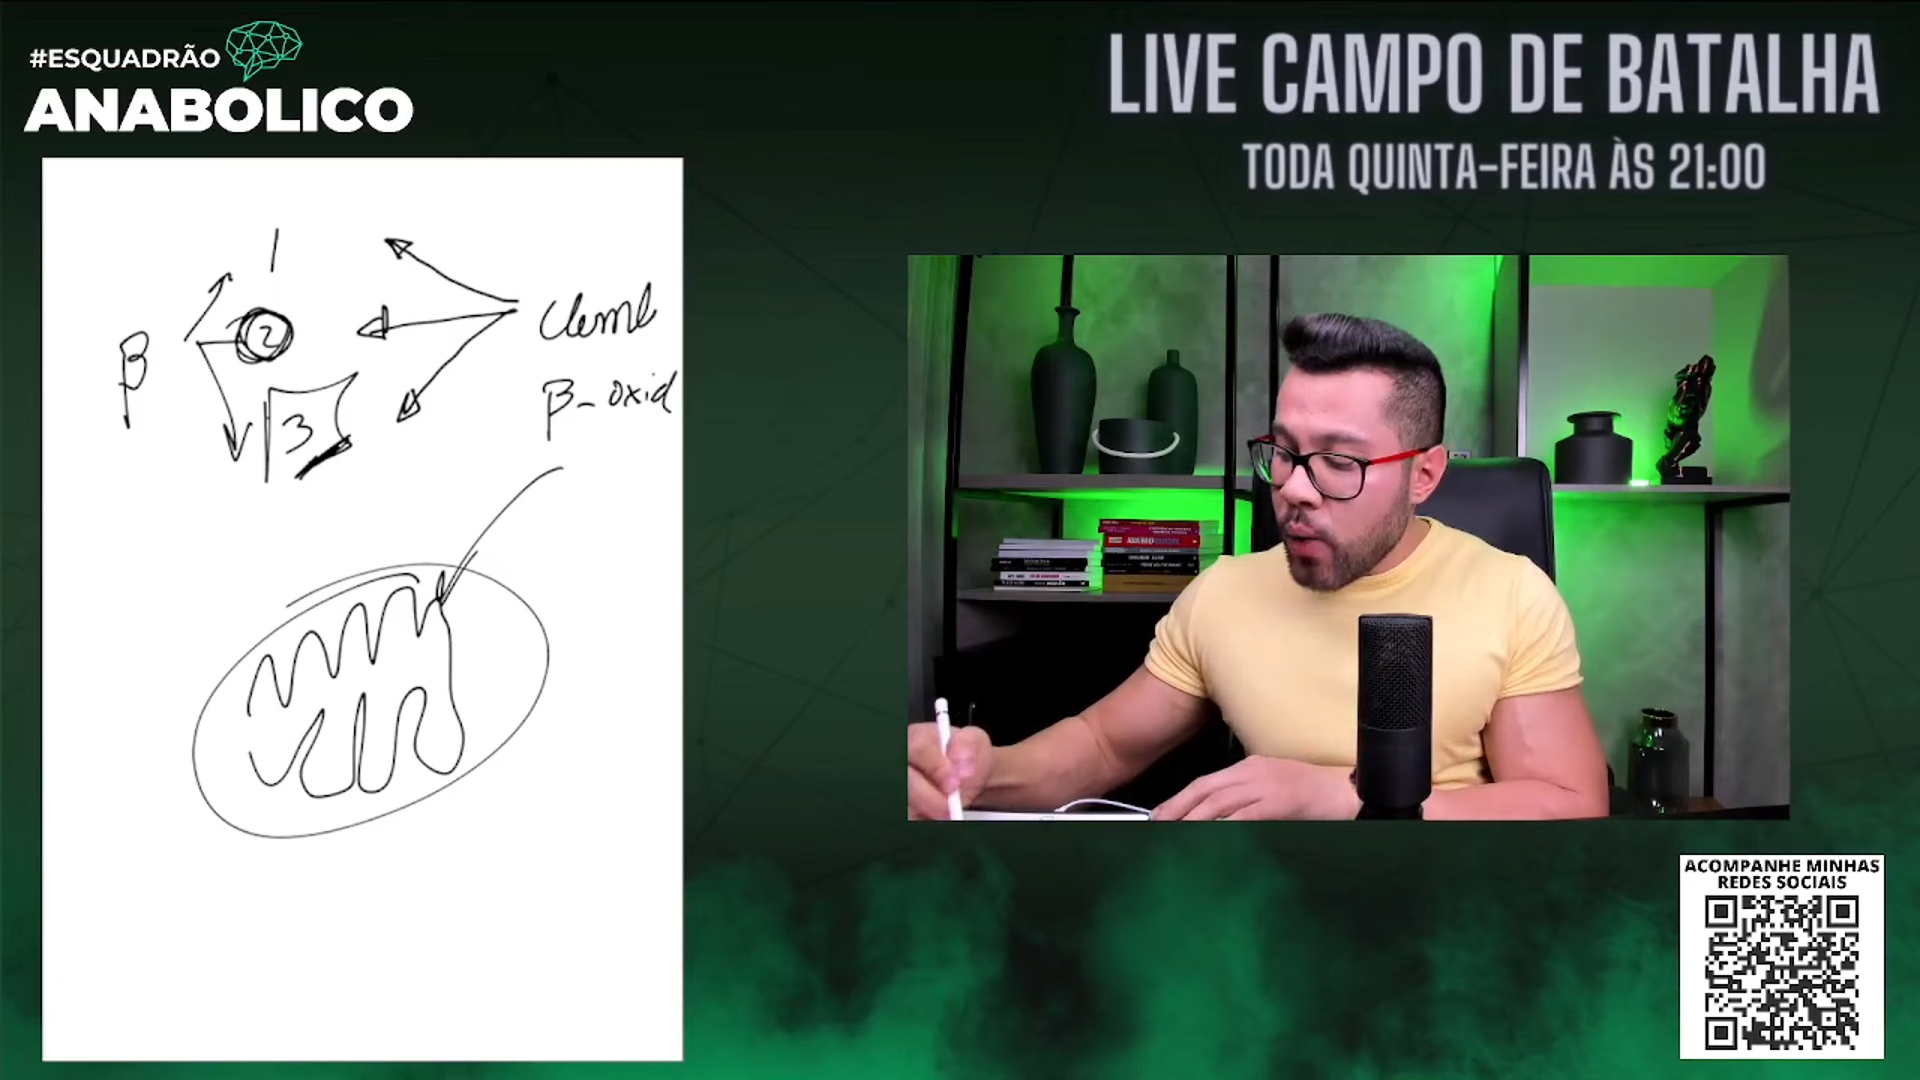 #ESQUADRÃO
ANABOLICO
LIVE CAMPO DE BATALHA
TODA QUINTA-FEIRA ÀS 21:00
1
β 2
3
β-oxid
ACOMPANHE MINHAS
REDES SOCIAIS